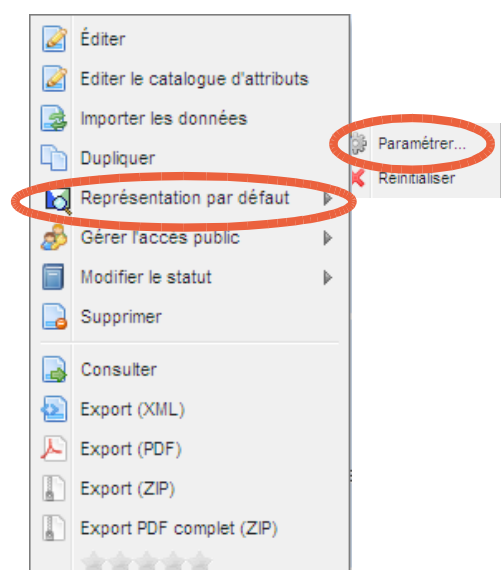 Éditer
Editer le catalogue d'attributs
Importer les données
Dupliquer
Représentation par défaut
Paramétrer...
Réinitialiser
Gérer l'accès public
Modifier le statut
Supprimer
Consulter
Export (XML)
Export (PDF)
Export (ZIP)
Export PDF complet (ZIP)